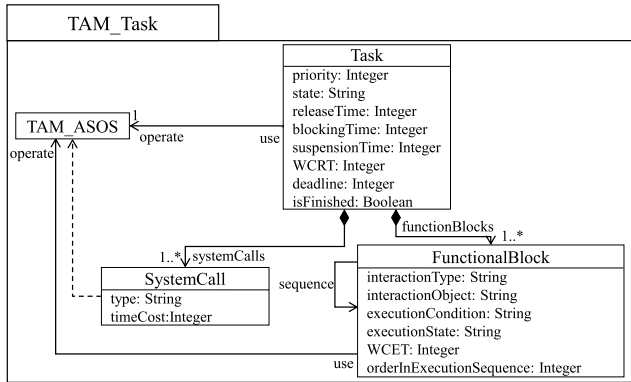 TAM_Task
Task
priority: Integer
state: String
releaseTime: Integer
blockingTime: Integer
suspensionTime: Integer
WCRT: Integer
deadline: Integer
isFinished: Boolean
1
TAM_ASOS
operate
use
operate
functionBlocks
1..*
1..*
systemCalls
SystemCall
type: String
timeCost:Integer
sequence
FunctionalBlock
interactionType: String
interactionObject: String
executionCondition: String
executionState: String
WCET: Integer
orderInExecutionSequence: Integer
use